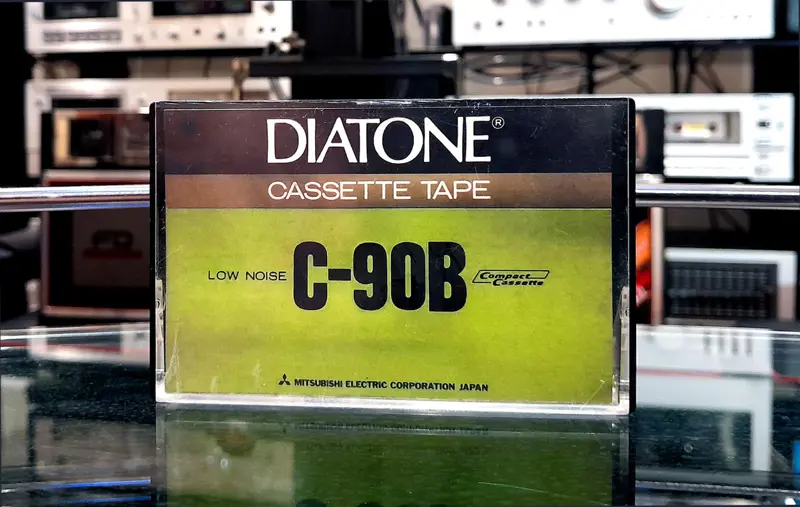 DIATONE®
CASSETTE TAPE
LOW NOISE C-90B Compact Cassette
MITSUBISHI ELECTRIC CORPORATION JAPAN